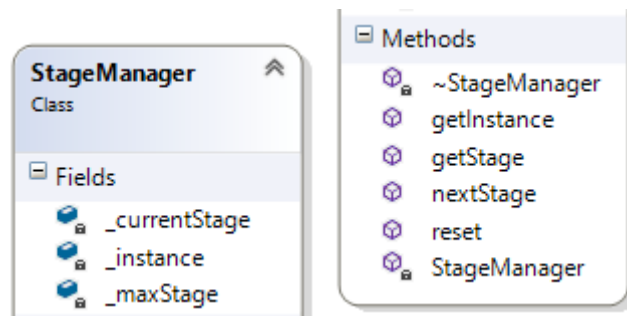 StageManager
Class
Fields
_currentStage
_instance
_maxStage
Methods
~StageManager
getInstance
getStage
nextStage
reset
StageManager